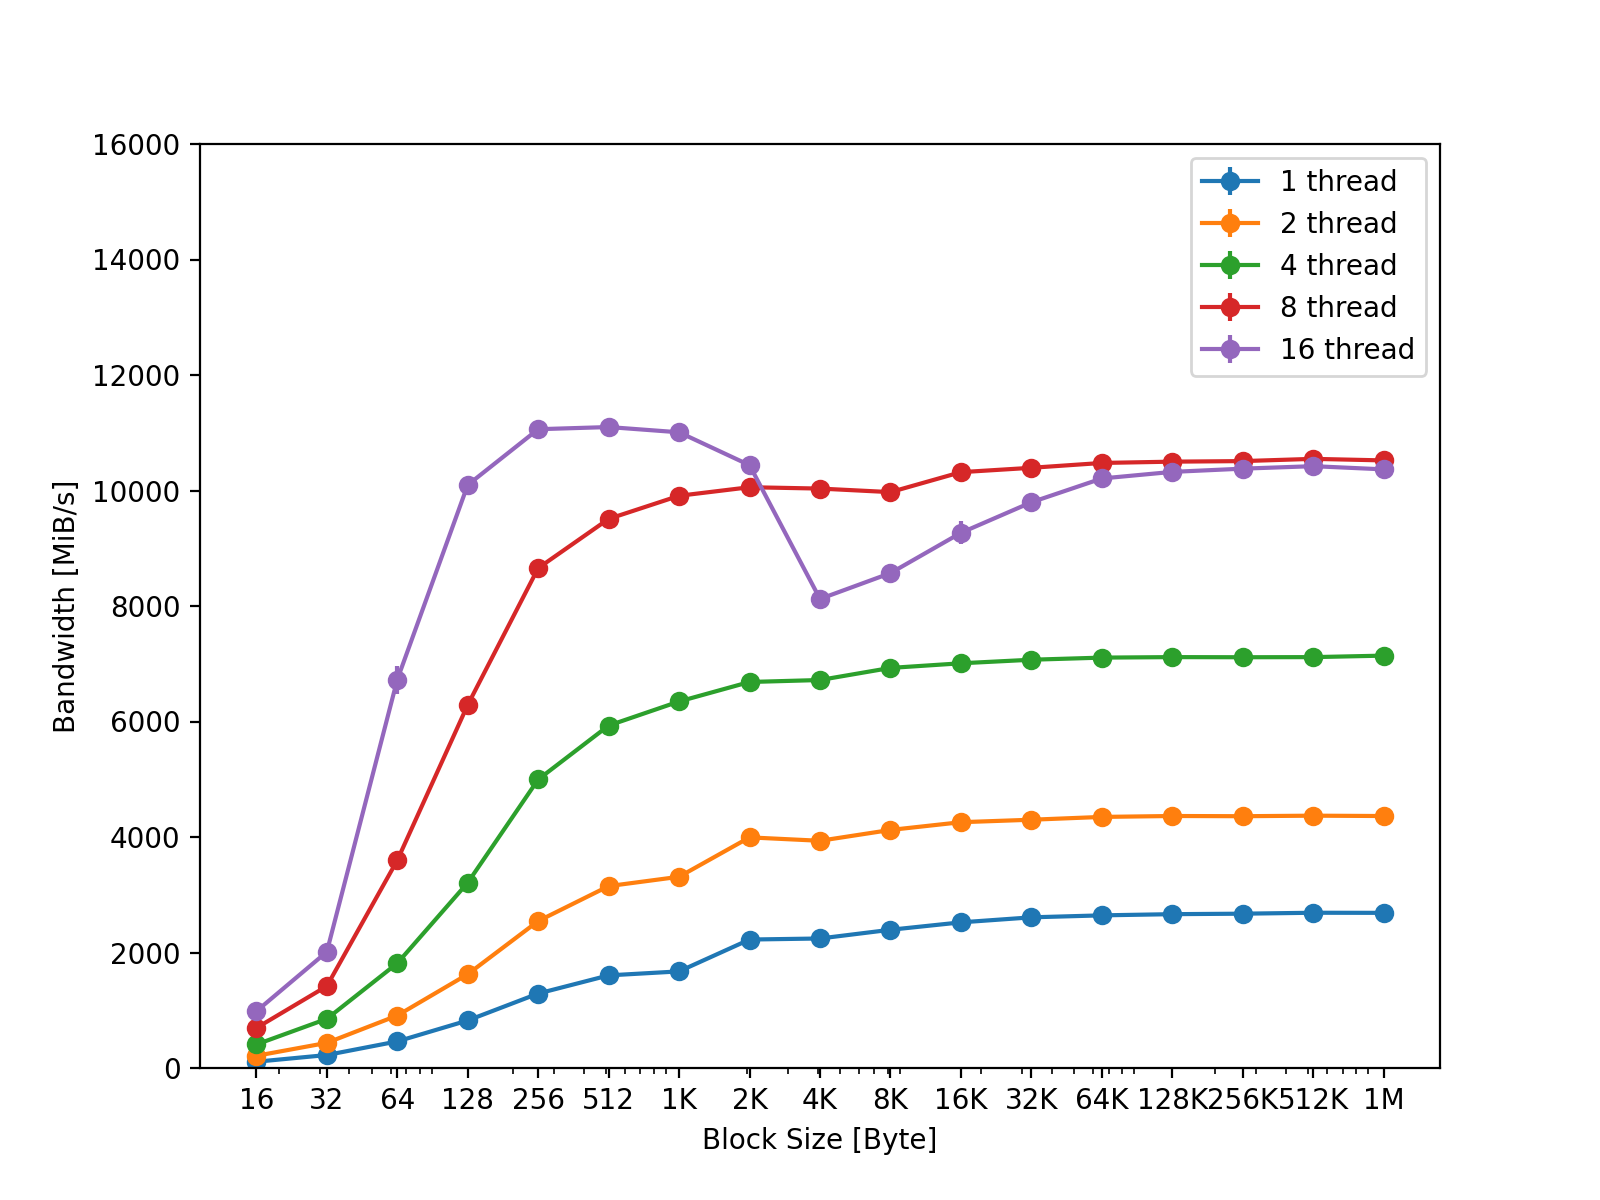 16000
14000
12000
10000
8000
6000
4000
2000
0
Bandwidth [MiB/s]
1 thread
2 thread
4 thread
8 thread
16 thread
16 32 64 128 256 512 1K 2K 4K 8K 16K 32K 64K 128K 256K 512K 1M
Block Size [Byte]